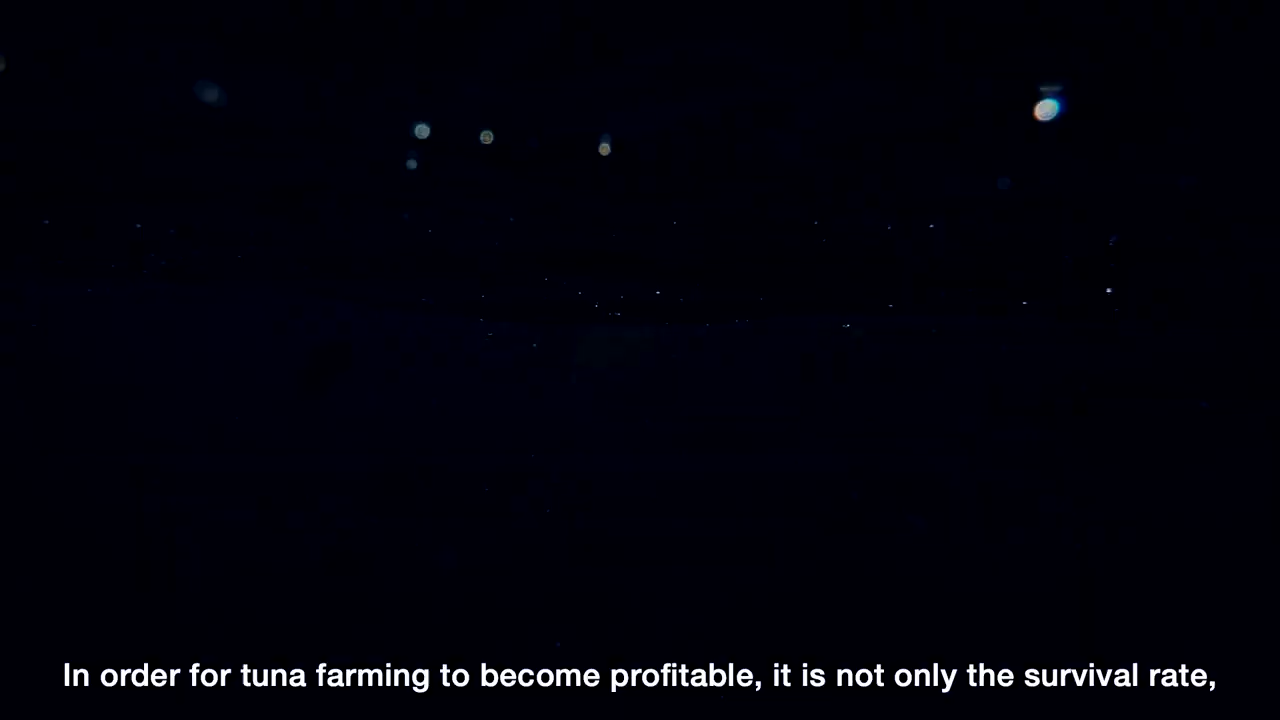 In order for tuna farming to become profitable, it is not only the survival rate,